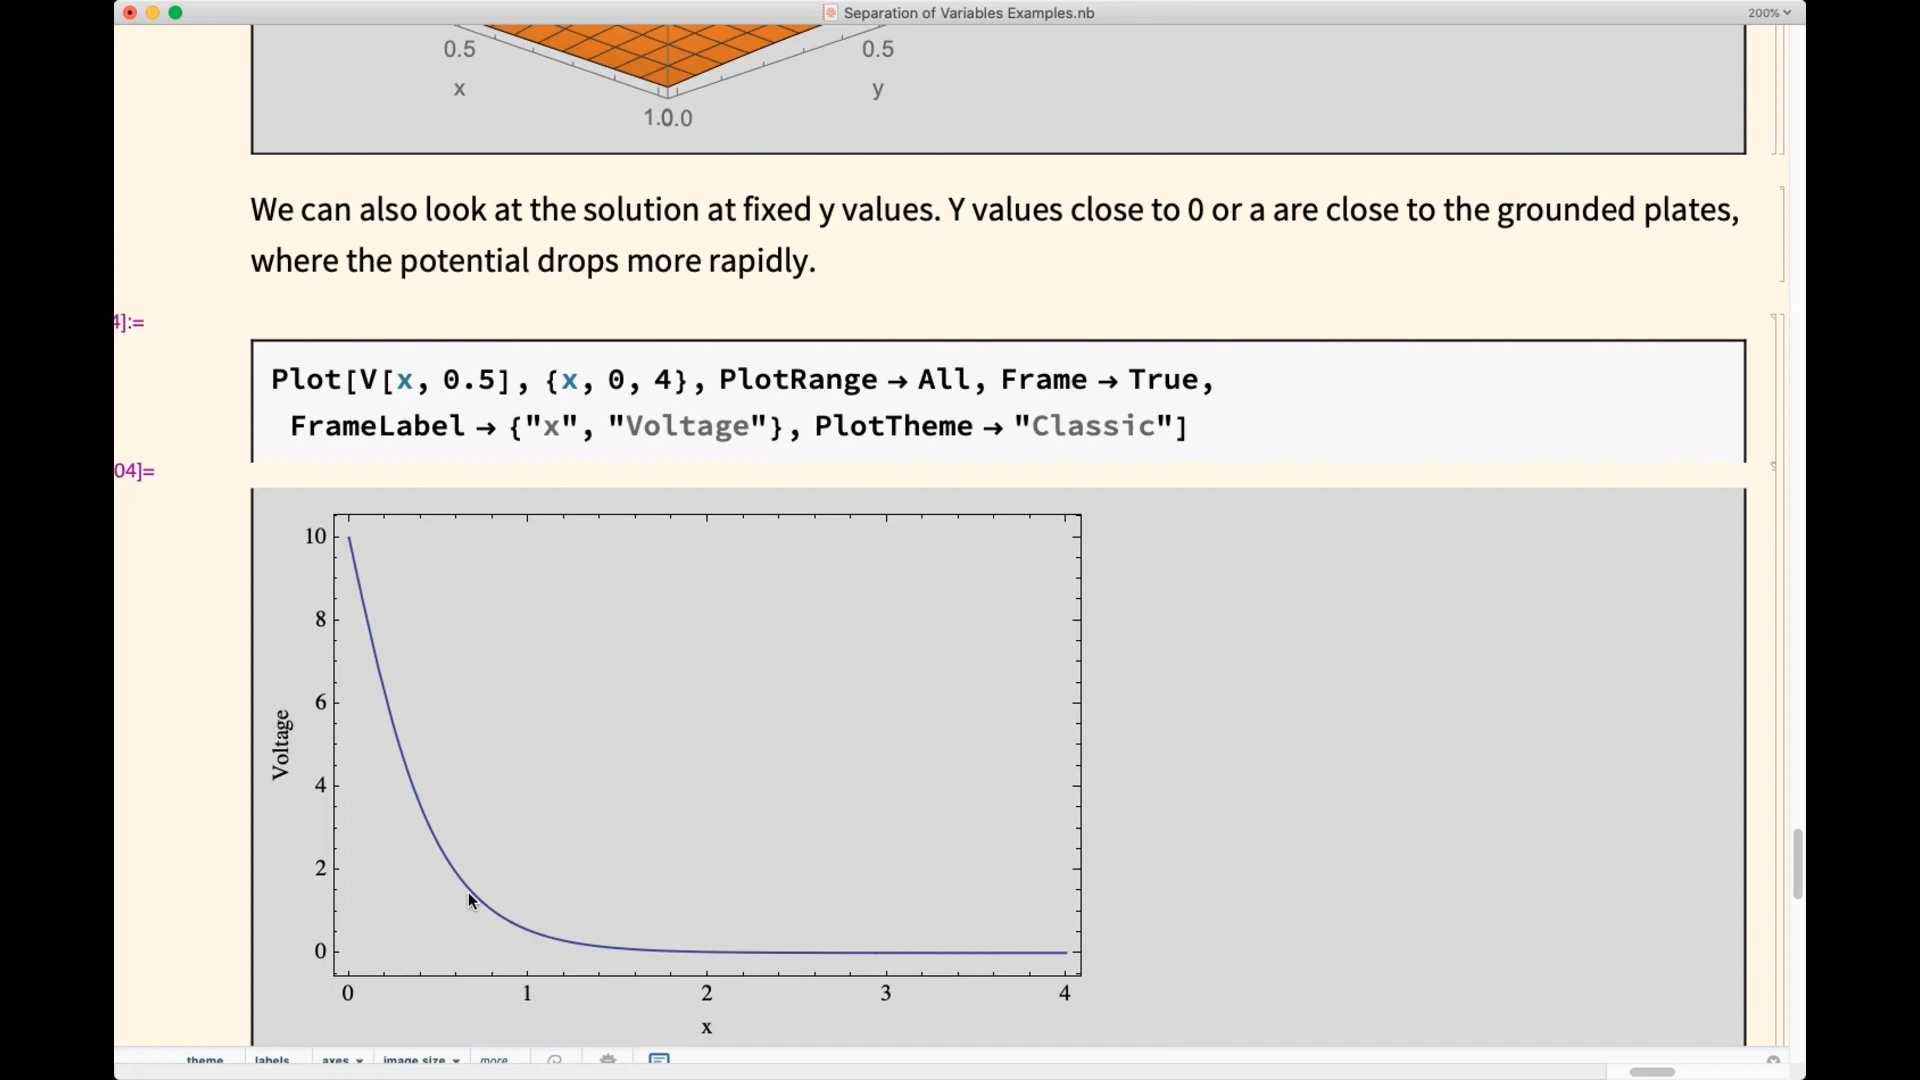 Separation of Variables Examples.nb
200%
0.5
0.5
x
y
1.0.0
We can also look at the solution at fixed y values. Y values close to 0 or a are close to the grounded plates,
where the potential drops more rapidly.
4]:=
Plot[V[x, 0.5], {x, 0, 4}, PlotRange → All, Frame → True,
FrameLabel → {"x", "Voltage"}, PlotTheme → "Classic"]
04]=
10
8
6
4
2
0
Voltage
0 1 2 3 4
x
theme labels axes image size more...